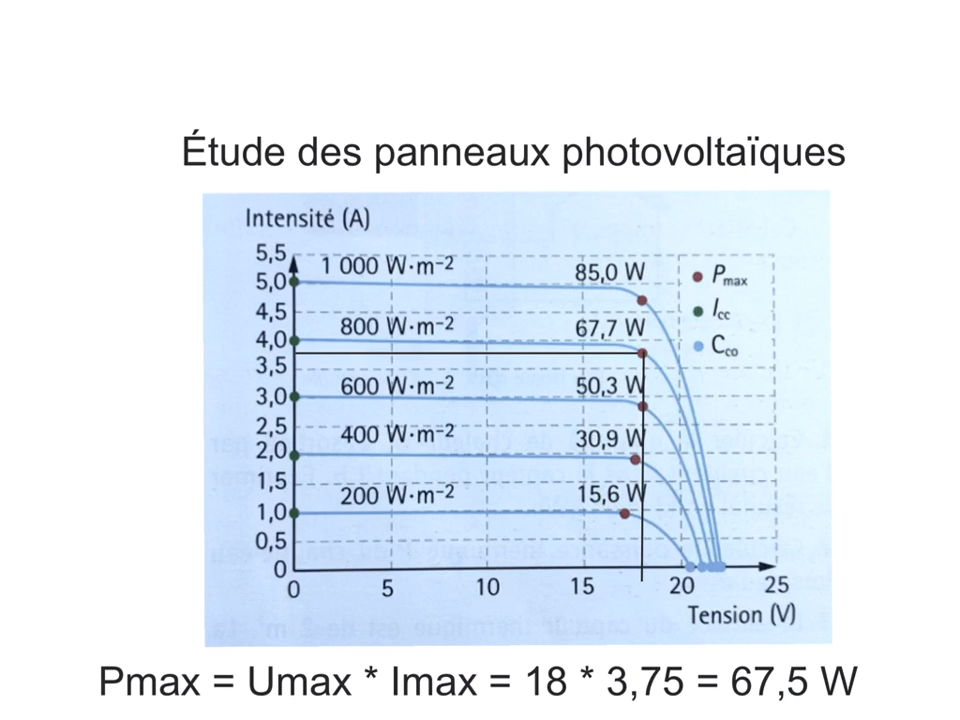 Étude des panneaux photovoltaïques
Intensité (A)
5,5
1 000 W·m⁻² 85,0 W Pmax
5,0
4,5 Icc
800 W·m⁻² 67,7 W
4,0 Cco
3,5
600 W·m⁻² 50,3 W
3,0
2,5
400 W·m⁻² 30,9 W
2,0
1,5
200 W·m⁻² 15,6 W
1,0
0,5
0
0 5 10 15 20 25
Tension (V)
Pmax = Umax * Imax = 18 * 3,75 = 67,5 W